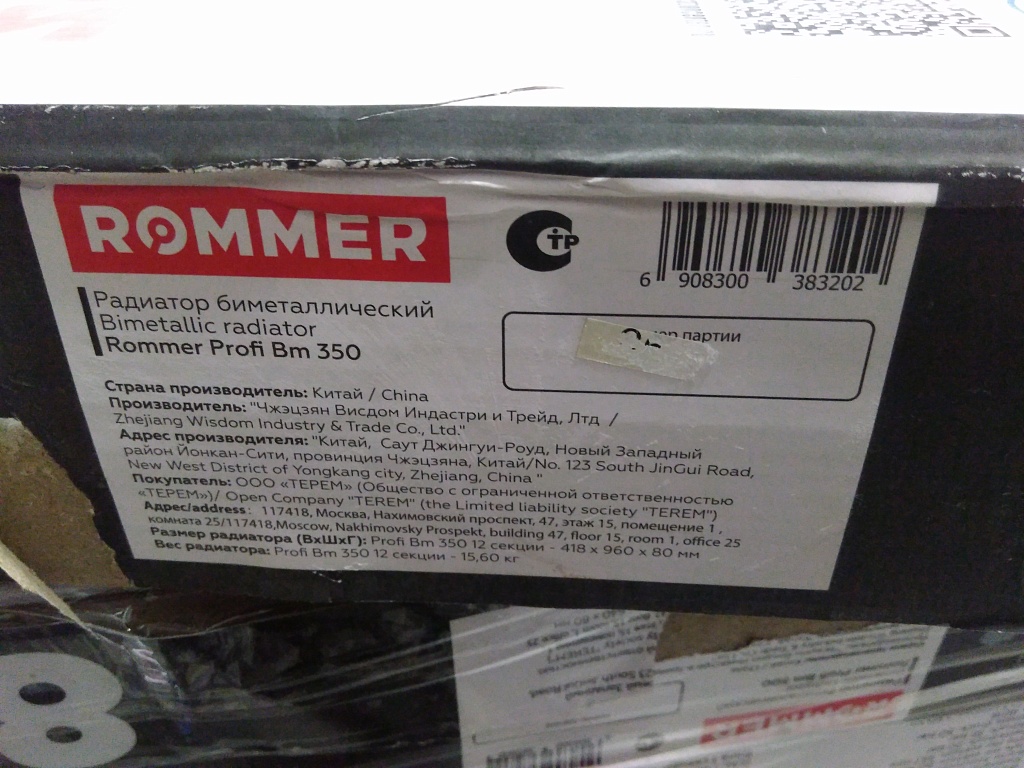 ROMMER
СТР
6 908300 383202
Радиатор биметаллический
Bimetallic radiator
Rommer Profi Bm 350
партии
Страна производитель: Китай / China
Производитель: "Чжэцзян Висдом Индастри и Трейд, Лтд /
Zhejiang Wisdom Industry & Trade Co., Ltd."
Адрес производителя: "Китай, Саут Джингуи-Роуд, Новый Западный
район Йонкан-Сити, провинция Чжэцзяна, Китай/No. 123 South JinGui Road,
New West District of Yongkang city, Zhejiang, China "
Покупатель: ООО «ТЕРЕМ» (Общество с ограниченной ответственностью
«ТЕРЕМ»)/ Open Company "TEREM" (the Limited liability society "TEREM")
Адрес/address: 117418, Москва, Нахимовский проспект, 47, этаж 15, помещение 1 ,
комната 25/117418,Moscow, Nakhimovsky Prospekt, building 47, floor 15, room 1, office 25
Размер радиатора (ВхШхГ): Profi Bm 350 12 секции - 418 x 960 x 80 мм
Вес радиатора: Profi Bm 350 12 секции - 15,60 кг
ROMMER